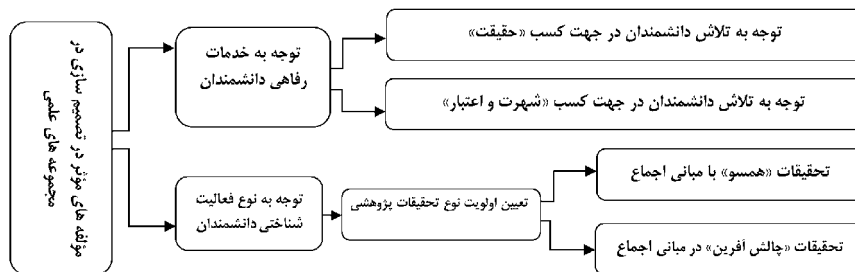 مؤلفه های مؤثر در تصمیم سازی در
مجموعه های علمی
توجه به خدمات
رفاهی دانشمندان
توجه به تلاش دانشمندان در جهت کسب «حقیقت»
توجه به تلاش دانشمندان در جهت کسب «شهرت و اعتبار»
توجه به نوع فعالیت
شناختی دانشمندان
تعیین اولویت نوع تحقیقات پژوهشی
تحقیقات «همسو» با مبانی اجماع
تحقیقات «چالش آفرین» در مبانی اجماع